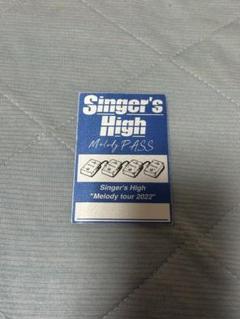 Singer's
High
Melody PASS
Singer's High
"Melody tour 2022"